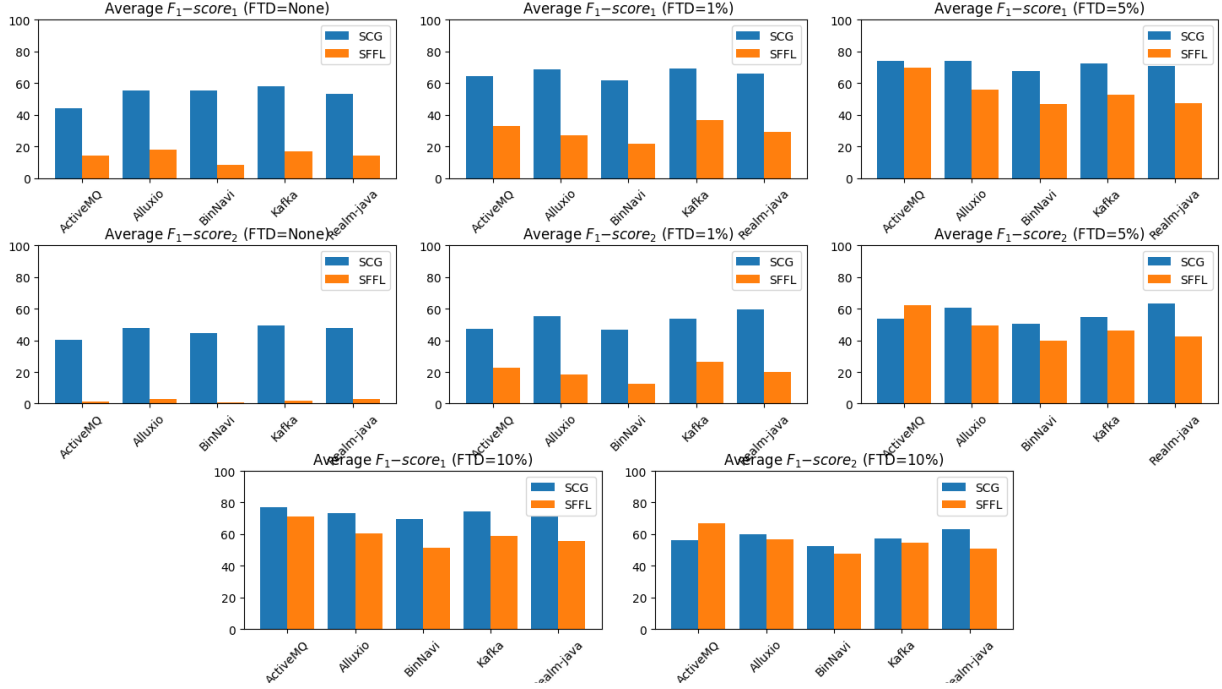 Average F1−score1 (FTD=None)
100
80
60
40
20
0
SCG
SFFL
ActiveMQ
Alluxio
BinNavi
Kafka
Realm-java
Average F1−score1 (FTD=1%)
100
80
60
40
20
0
SCG
SFFL
ActiveMQ
Alluxio
BinNavi
Kafka
Realm-java
Average F1−score1 (FTD=5%)
100
80
60
40
20
0
SCG
SFFL
ActiveMQ
Alluxio
BinNavi
Kafka
Realm-java
Average F1−score2 (FTD=None)
100
80
60
40
20
0
SCG
SFFL
ActiveMQ
Alluxio
BinNavi
Kafka
Realm-java
Average F1−score2 (FTD=1%)
100
80
60
40
20
0
SCG
SFFL
ActiveMQ
Alluxio
BinNavi
Kafka
Realm-java
Average F1−score2 (FTD=5%)
100
80
60
40
20
0
SCG
SFFL
ActiveMQ
Alluxio
BinNavi
Kafka
Realm-java
Average F1−score1 (FTD=10%)
100
80
60
40
20
0
SCG
SFFL
ActiveMQ
Alluxio
BinNavi
Kafka
Realm-java
Average F1−score2 (FTD=10%)
100
80
60
40
20
0
SCG
SFFL
ActiveMQ
Alluxio
BinNavi
Kafka
Realm-java